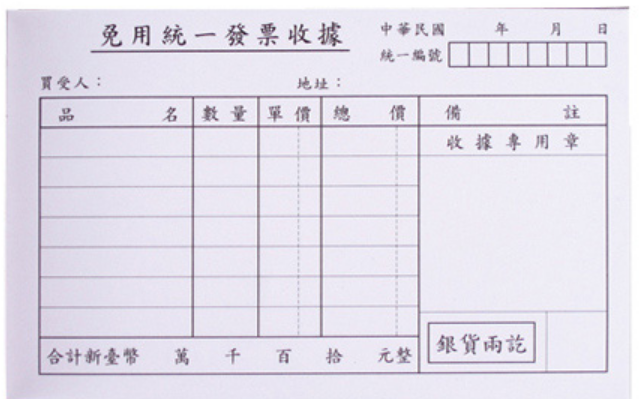 免用統一發票收據
中華民國 年 月 日
統一編號
買受人： 地址：
品名 數量 單價 總價 備註
收據專用章
合計新臺幣 萬 千 百 拾 元整
銀貨兩訖